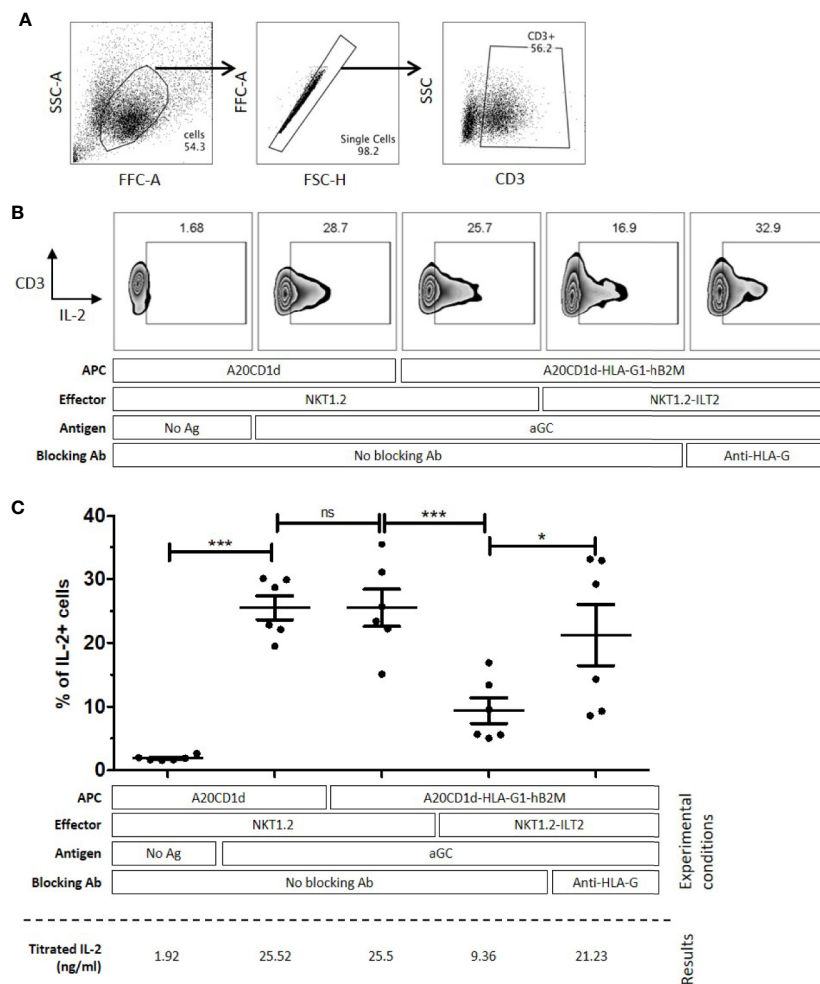 A
SSC-A
cells
54.3
FFC-A
FFC-A
Single Cells
98.2
FSC-H
SSC
CD3+
56.2
CD3
B
1.68 28.7 25.7 16.9 32.9
CD3
IL-2
APC A20CD1d A20CD1d-HLA-G1-hB2M
Effector NKT1.2 NKT1.2-ILT2
Antigen No Ag aGC
Blocking Ab No blocking Ab Anti-HLA-G
C
% of IL-2+ cells
40
30
20
10
0
*** ns *** *
APC A20CD1d A20CD1d-HLA-G1-hB2M
Effector NKT1.2 NKT1.2-ILT2
Antigen No Ag aGC
Blocking Ab No blocking Ab Anti-HLA-G
Experimental
conditions
Titrated IL-2
(ng/ml) 1.92 25.52 25.5 9.36 21.23
Results